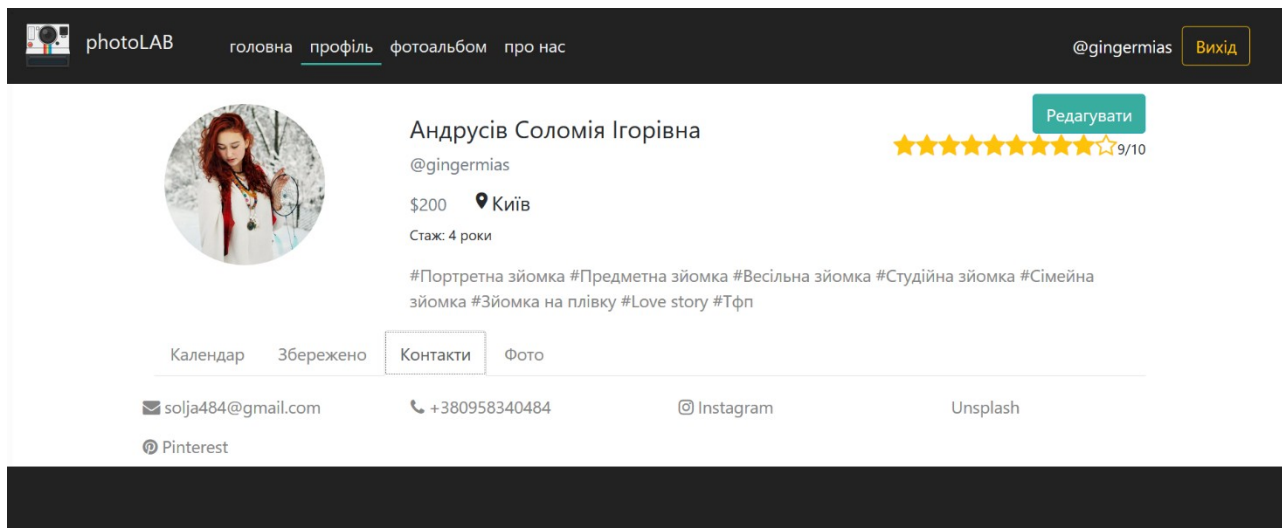 photoLAB головна профіль фотоальбом про нас @gingermias Вихід
Редагувати
Андрусів Соломія Ігорівна
9/10
@gingermias
$200 Київ
Стаж: 4 роки
#Портретна зйомка #Предметна зйомка #Весільна зйомка #Студійна зйомка #Сімейна
зйомка #Зйомка на плівку #Love story #Тфп
Календар Збережено Контакти Фото
solja484@gmail.com +380958340484 Instagram Unsplash
Pinterest